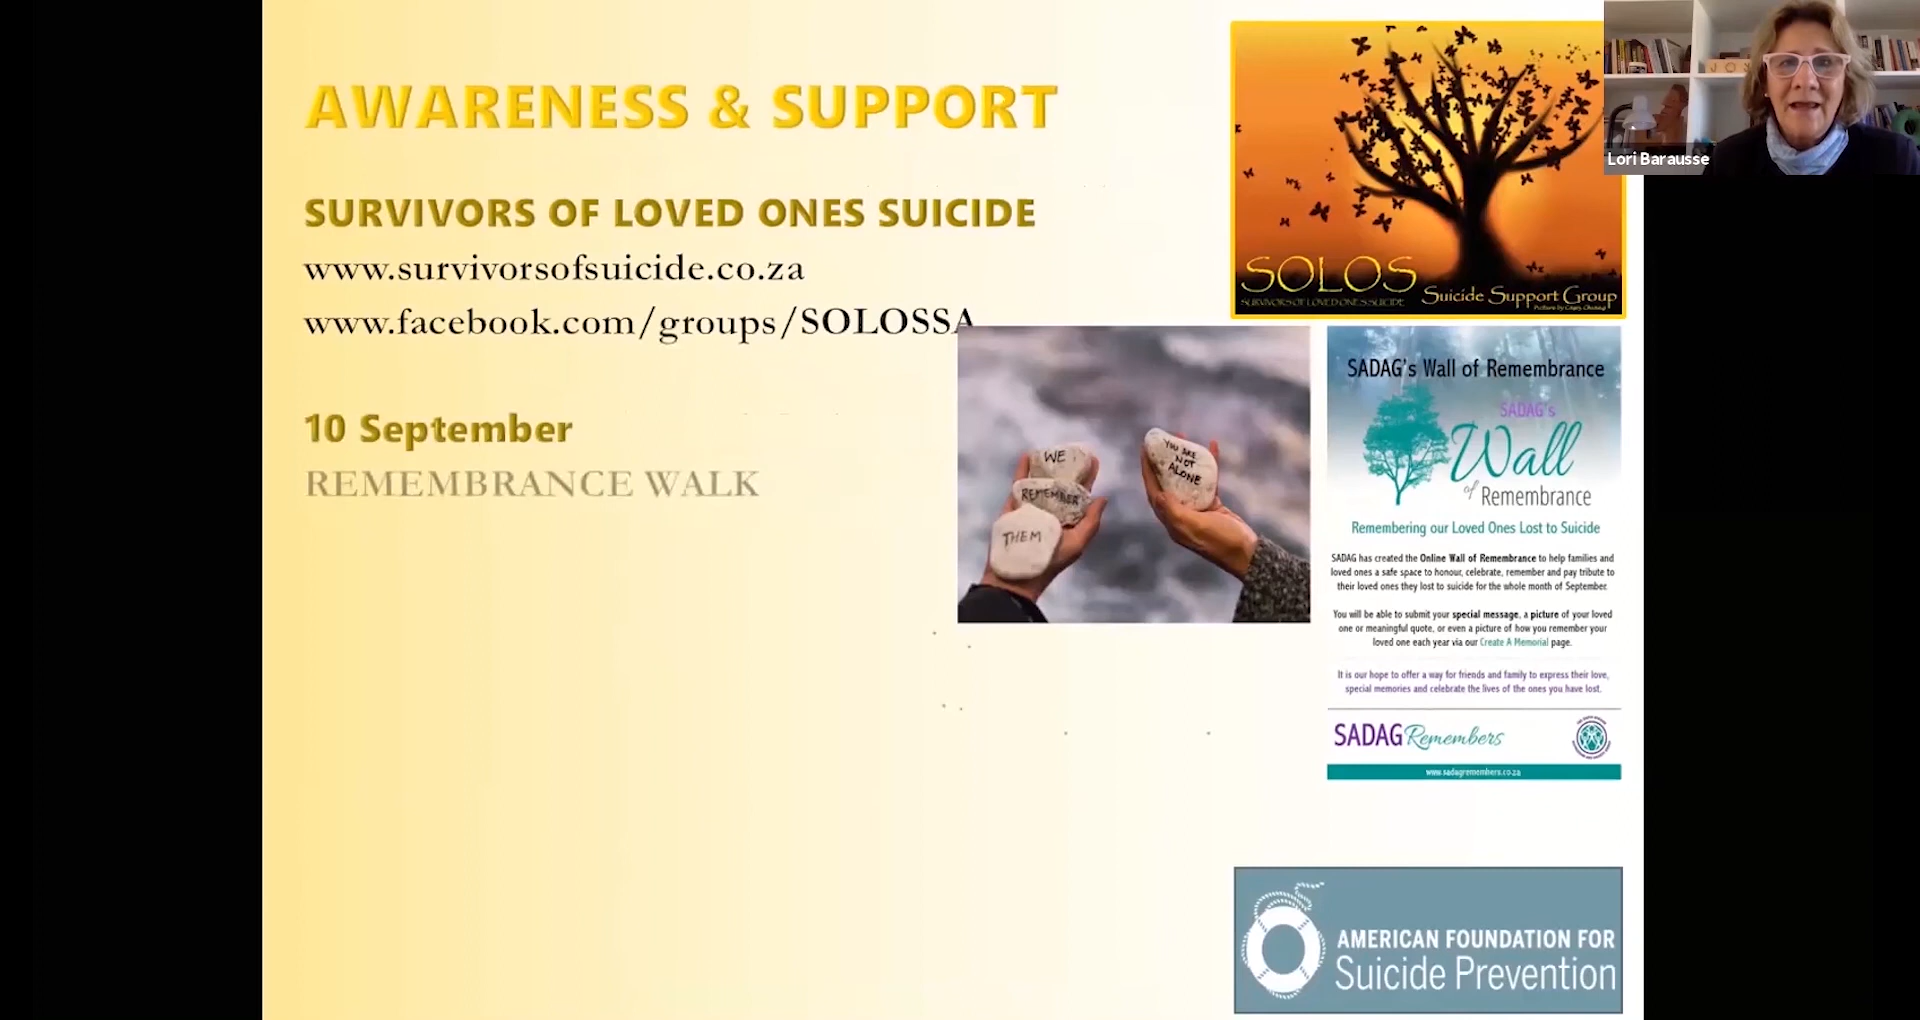 AWARENESS & SUPPORT
SURVIVORS OF LOVED ONES SUICIDE
www.survivorsofsuicide.co.za
www.facebook.com/groups/SOLOSSA
10 September
REMEMBRANCE WALK
SOLOS
SURVIVORS OF LOVED ONES SUICIDE
Suicide Support Group
Lori Barausse
WE
REMEMBER
THEM
YOU ARE
NOT
ALONE
SADAG's Wall of Remembrance
SADAG's
Wall
of Remembrance
Remembering our Loved Ones Lost to Suicide
SADAG has created the Online Wall of Remembrance to help families and
loved ones a safe space to honour, celebrate, remember and pay tribute to
their loved ones they lost to suicide for the whole month of September.
You will be able to submit your special message, a picture of your loved
one or meaningful quote, or even a picture of how you remember your
loved one each year via our Create A Memorial page.
It is our hope to offer a way for friends and family to express their love,
special memories and celebrate the lives of the ones you have lost.
SADAG Remembers
www.sadagremembers.co.za
AMERICAN FOUNDATION FOR
Suicide Prevention